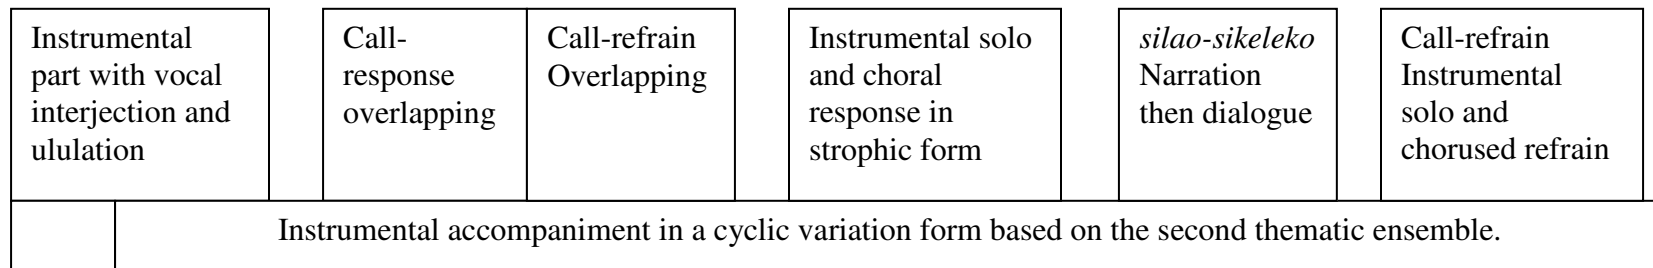 Instrumental
part with vocal
interjection and
ululation
Call-
response
overlapping
Call-refrain
Overlapping
Instrumental solo
and choral
response in
strophic form
silao-sikeleko
Narration
then dialogue
Call-refrain
Instrumental
solo and
chorused refrain
Instrumental accompaniment in a cyclic variation form based on the second thematic ensemble.